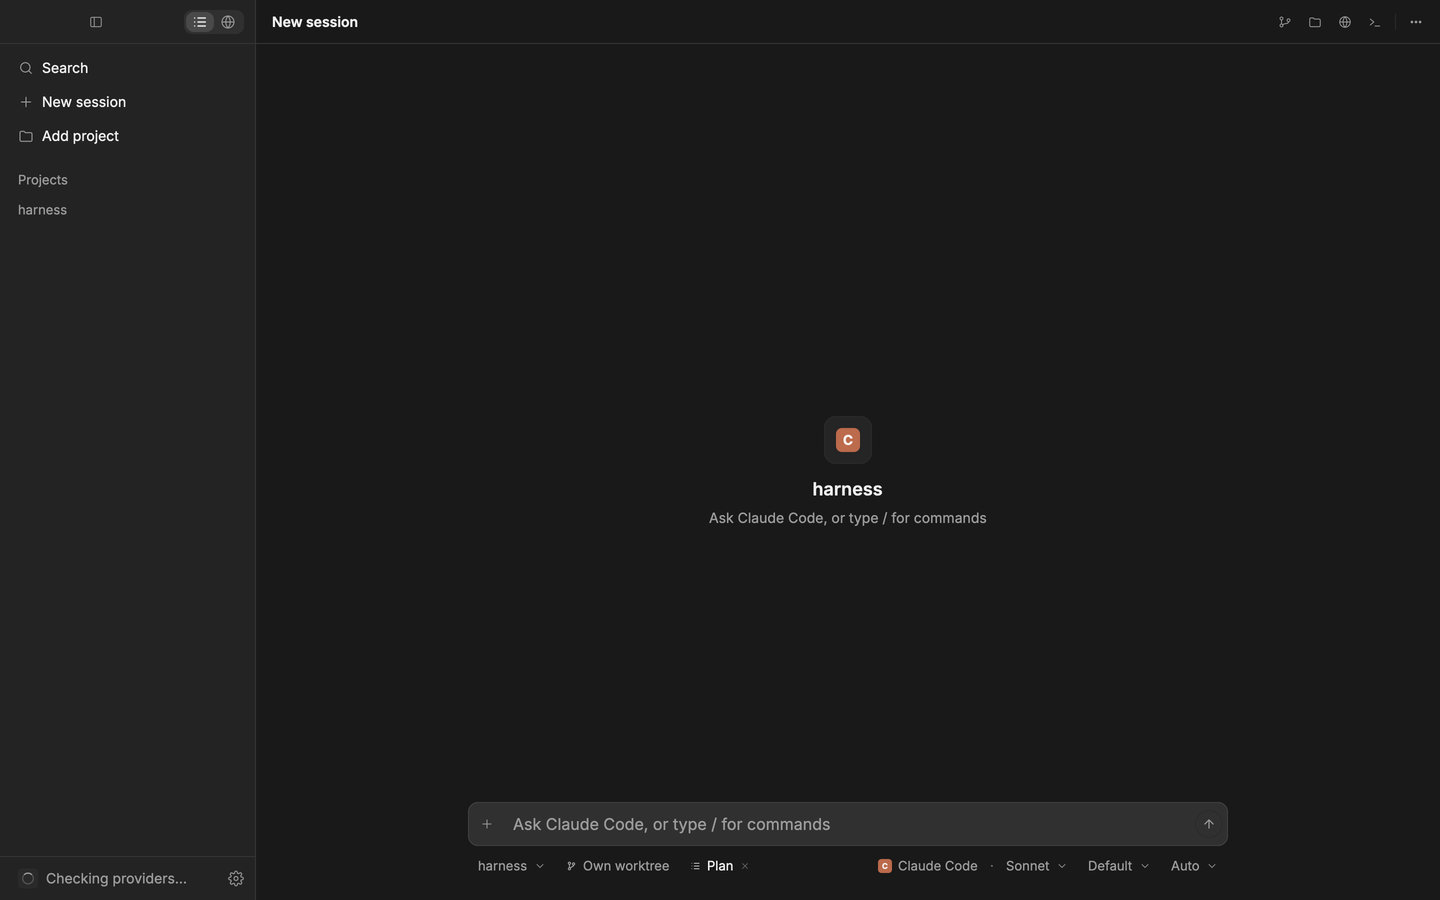 New session
Search
New session
Add project
Projects
harness
C
harness
Ask Claude Code, or type / for commands
Ask Claude Code, or type / for commands
harness Own worktree Plan × C Claude Code · Sonnet Default Auto
Checking providers...